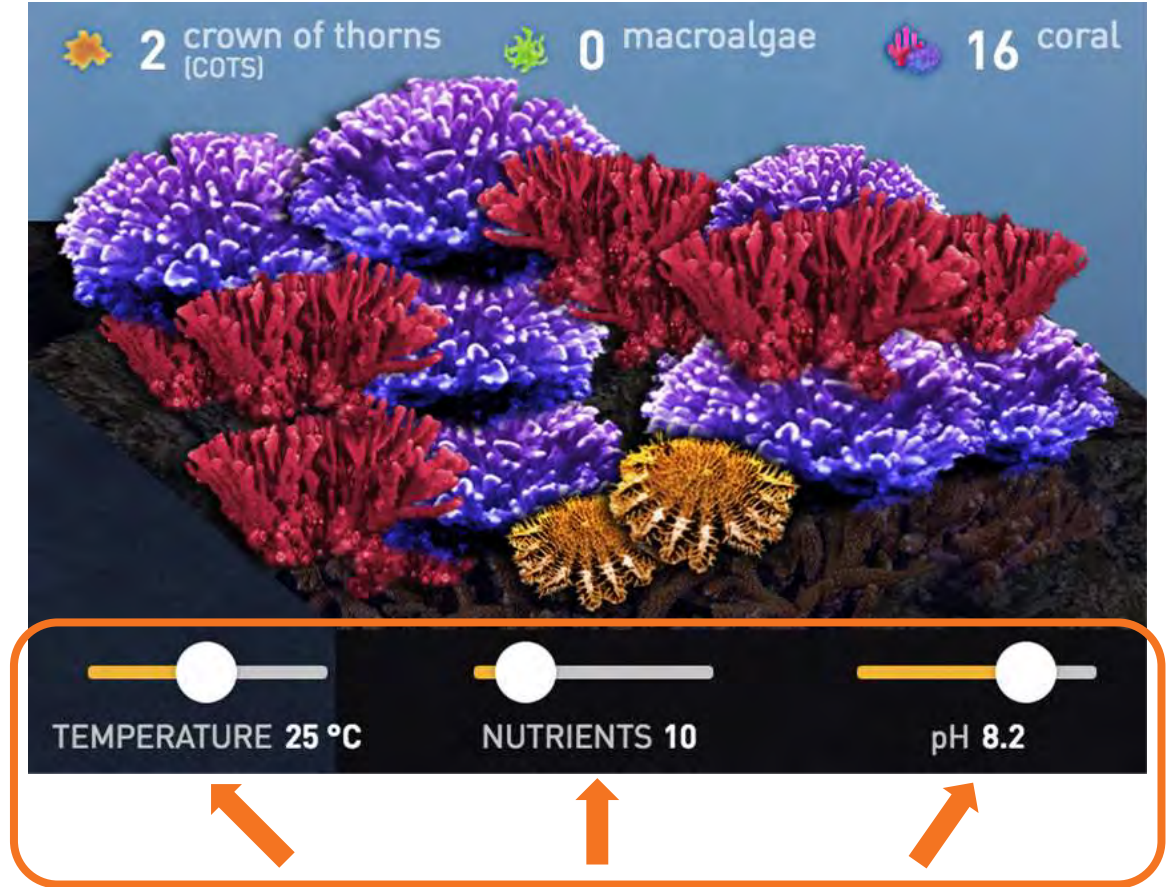 2 crown of thorns (COTS)
0 macroalgae
16 coral
TEMPERATURE 25 °C
NUTRIENTS 10
pH 8.2